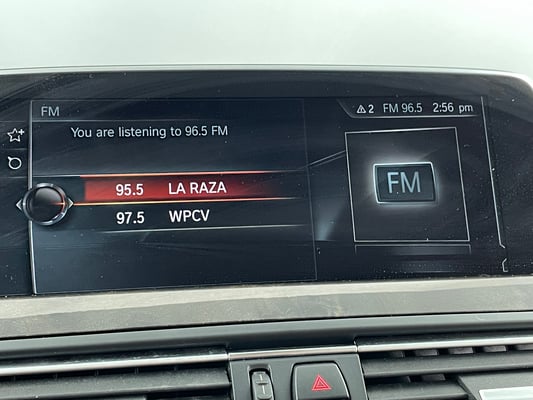 FM
2 FM 96.5 2:56 pm
You are listening to 96.5 FM
95.5 LA RAZA
97.5 WPCV
FM